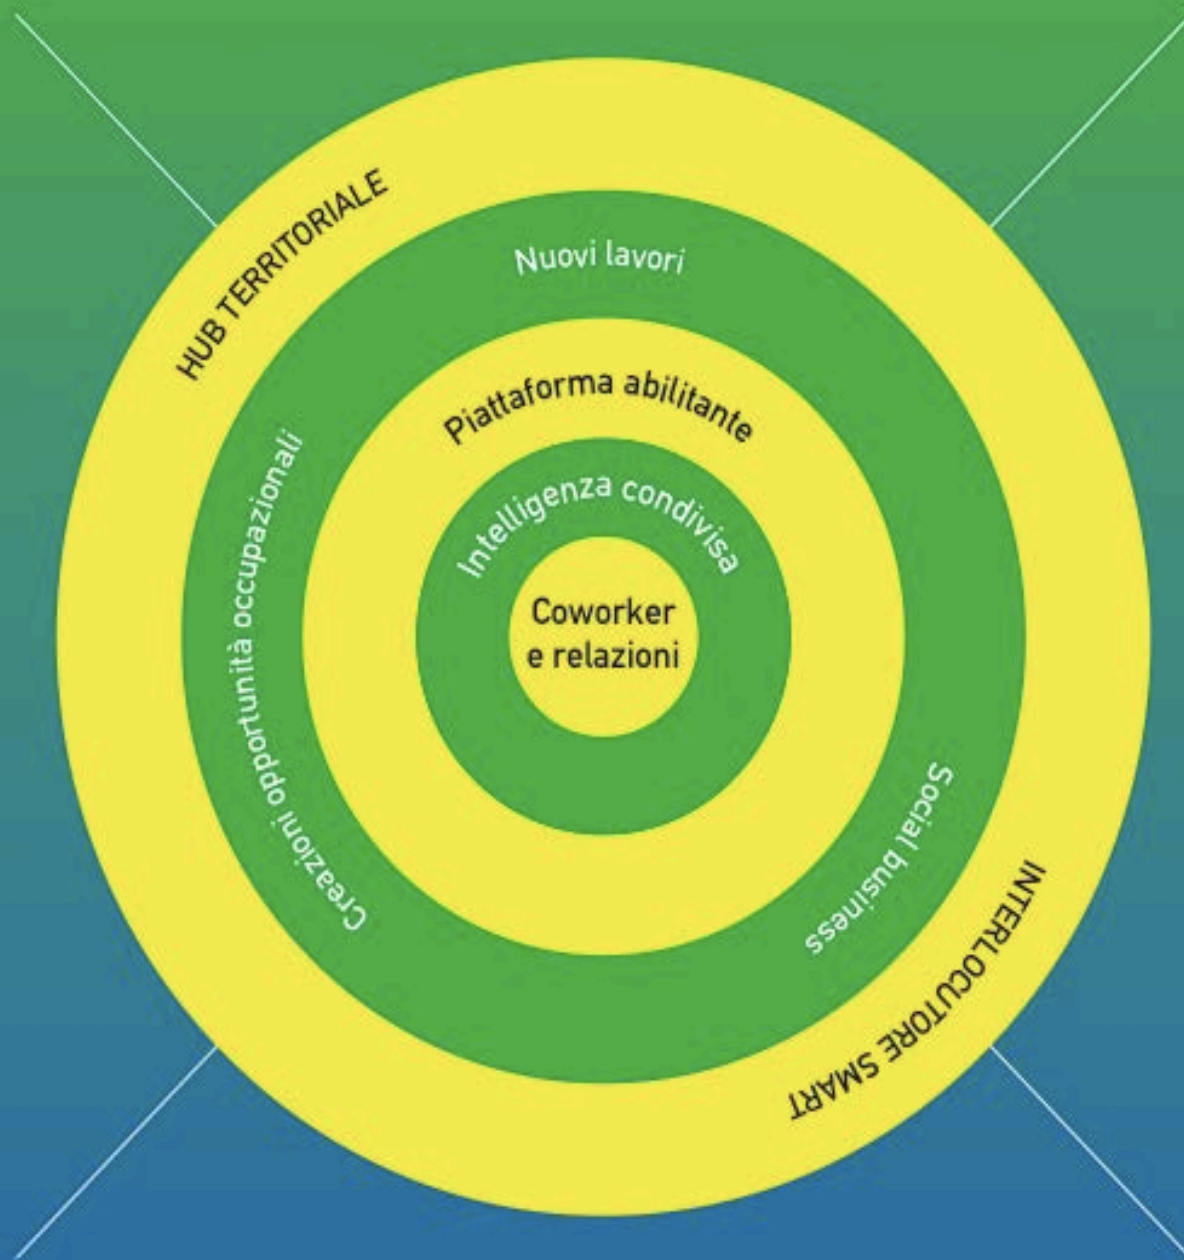 HUB TERRITORIALE
Nuovi lavori
Creazioni opportunità occupazionali
Piattaforma abilitante
Intelligenza condivisa
Coworker
e relazioni
Social business
INTERLOCUTORE SMART